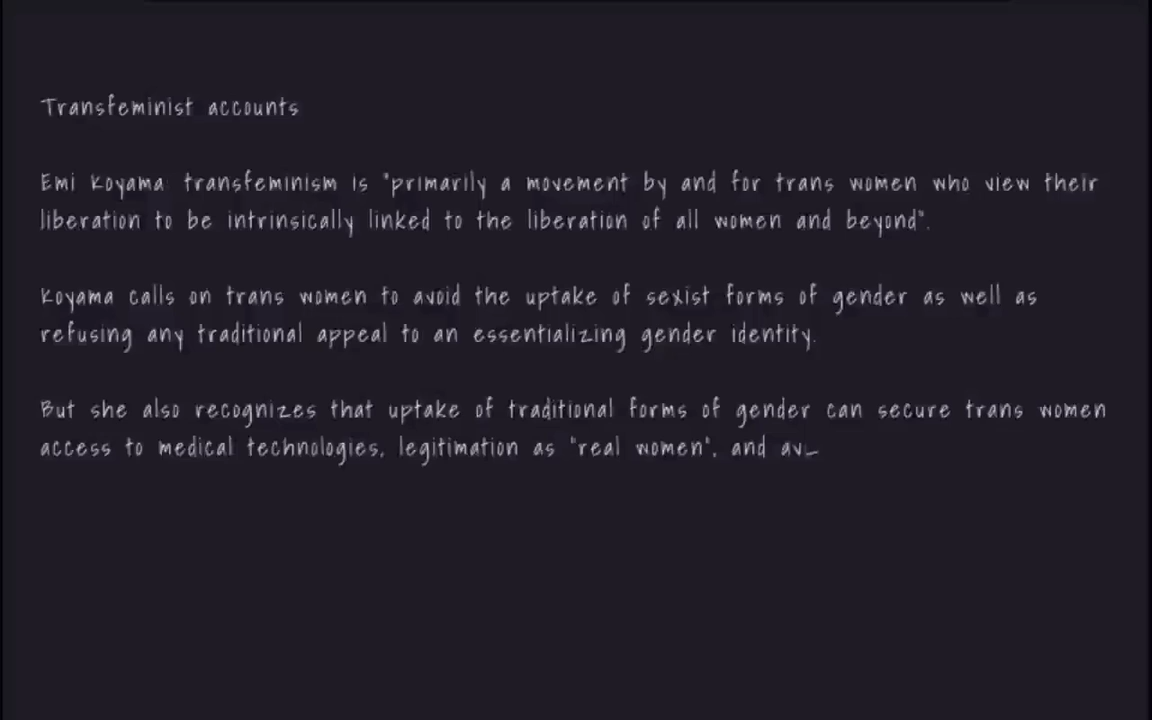 Transfeminist accounts
Emi Koyama transfeminism is "primarily a movement by and for trans women who view their
liberation to be intrinsically linked to the liberation of all women and beyond".
Koyama calls on trans women to avoid the uptake of sexist forms of gender as well as
refusing any traditional appeal to an essentializing gender identity.
But she also recognizes that uptake of traditional forms of gender can secure trans women
access to medical technologies, legitimation as "real women", and av